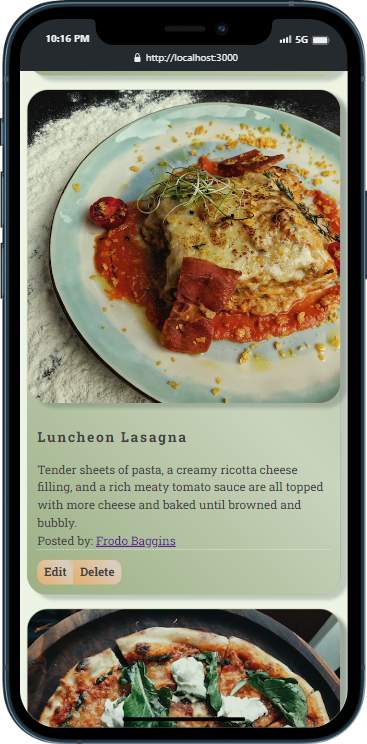 10:16 PM
5G
http://localhost:3000
Luncheon Lasagna
Tender sheets of pasta, a creamy ricotta cheese
filling, and a rich meaty tomato sauce are all topped
with more cheese and baked until browned and
bubbly.
Posted by: Frodo Baggins
Edit Delete